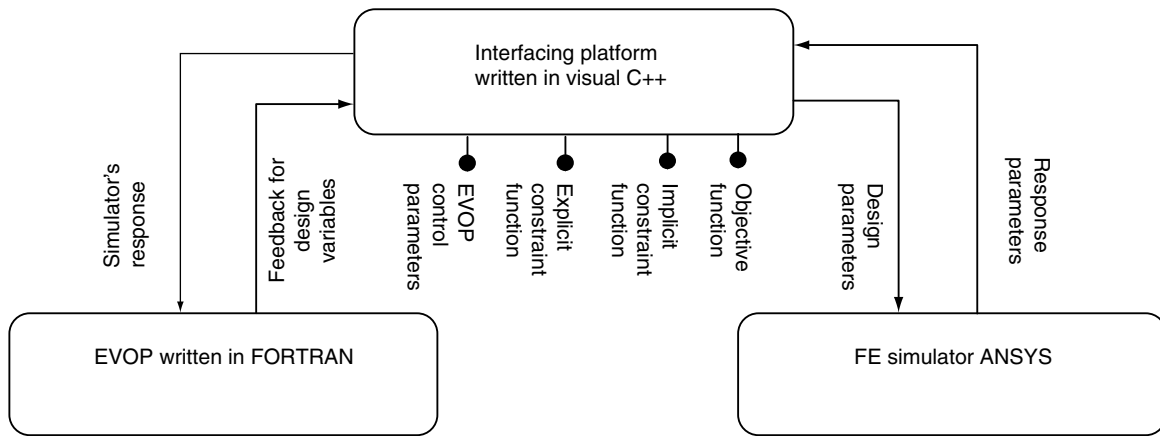 Interfacing platform
written in visual C++
Simulator's
response
Feedback for
design
variables
EVOP
control
parameters
Explicit
constraint
function
Implicit
constraint
function
Objective
function
Design
parameters
Response
parameters
EVOP written in FORTRAN
FE simulator ANSYS